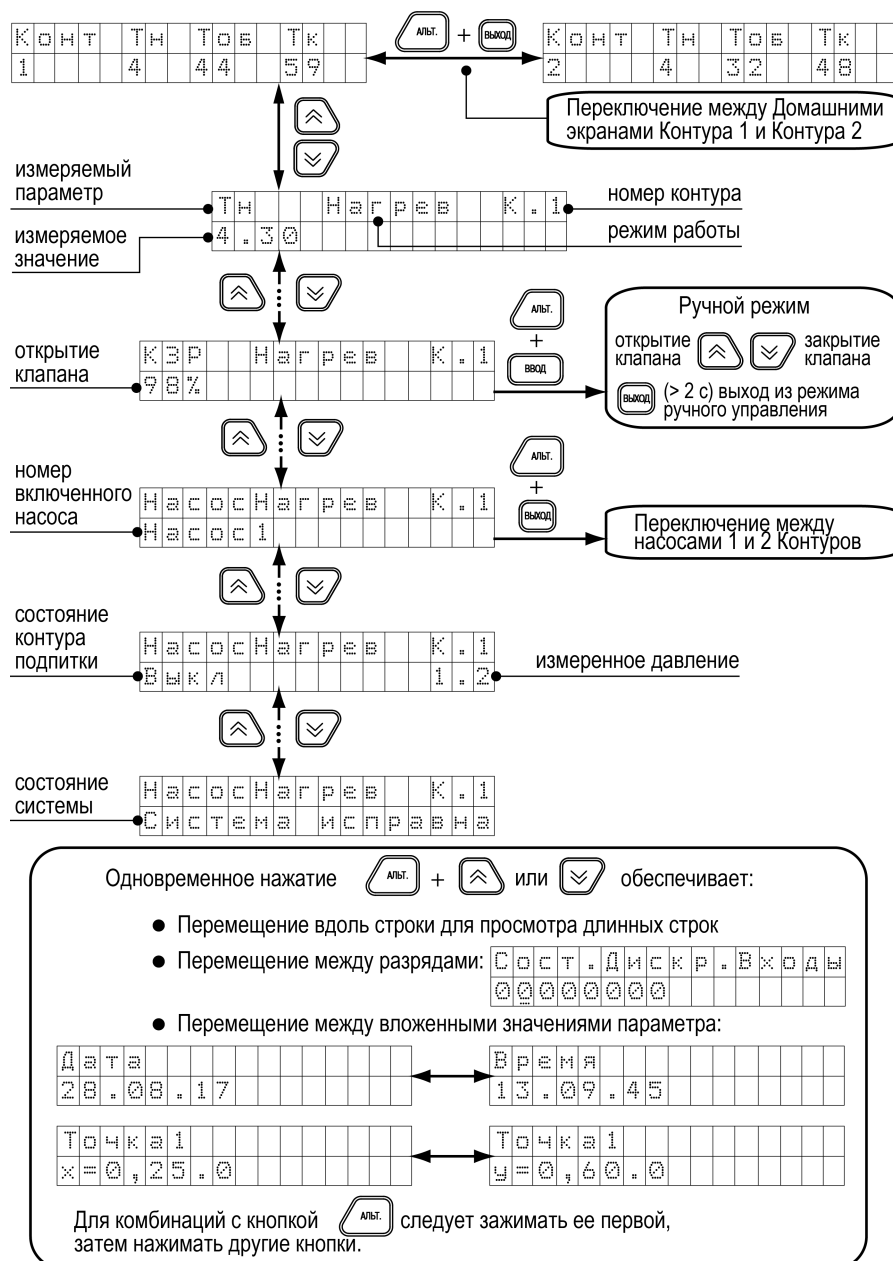 Конт Тн Тоб Тк
1 4 44 59
АЛЬТ. + ВЫХОД
Конт Тн Тоб Тк
2 4 32 48
Переключение между Домашними
экранами Контура 1 и Контура 2
измеряемый
параметр
измеряемое
значение
Тн Нагрев К.1
4.30
номер контура
режим работы
открытие
клапана
КЗР Нагрев К.1
98%
АЛЬТ.
+
ВВОД
Ручной режим
открытие
клапана
закрытие
клапана
ВЫХОД (> 2 с) выход из режима
ручного управления
номер
включенного
насоса
НасосНагрев К.1
Насос1
АЛЬТ.
+
ВЫХОД
Переключение между
насосами 1 и 2 Контуров
состояние
контура
подпитки
НасосНагрев К.1
Выкл 1.2
измеренное давление
состояние
системы
НасосНагрев К.1
Система исправна
Одновременное нажатие АЛЬТ. + или обеспечивает:
● Перемещение вдоль строки для просмотра длинных строк
● Перемещение между разрядами:
Сост.Дискр.Входы
00000000
● Перемещение между вложенными значениями параметра:
Дата
28.08.17
Время
13.09.45
Точка1
x=0,25.0
Точка1
y=0,60.0
Для комбинаций с кнопкой АЛЬТ. следует зажимать ее первой,
затем нажимать другие кнопки.